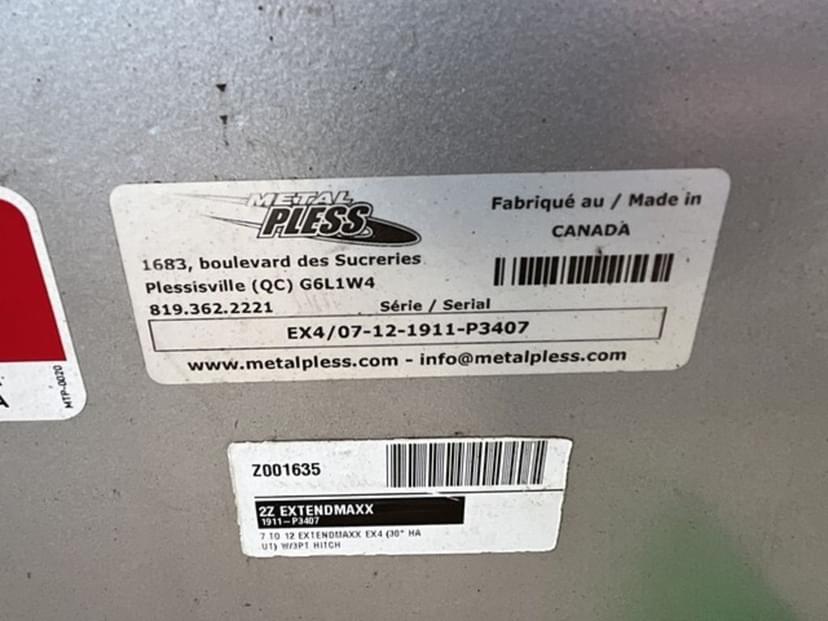 METAL
PLESS
Fabriqué au / Made in
CANADA
1683, boulevard des Sucreries
Plessisville (QC) G6L1W4
819.362.2221
Série / Serial
EX4/07-12-1911-P3407
www.metalpless.com - info@metalpless.com
A
MTP-0020
Z001635
2Z EXTENDMAXX
1911-P3407
7 TO 12 EXTENDMAXX EX4 (30" HA
UT) W/3PT HITCH